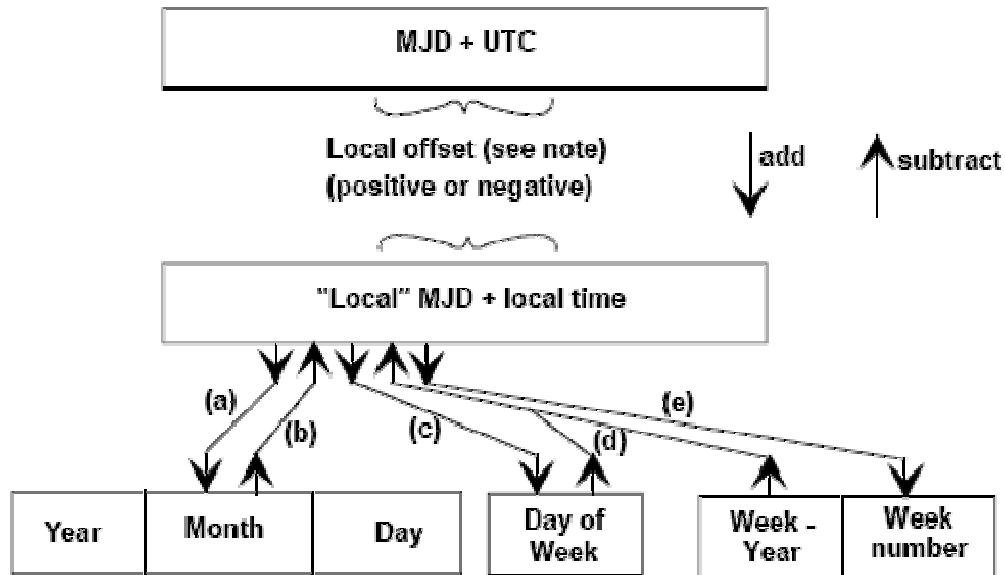 MJD + UTC
Local offset (see note)
(positive or negative)
add
subtract
"Local" MJD + local time
(a)
(b)
(c)
(d)
(e)
Year
Month
Day
Day of
Week
Week -
Year
Week
number